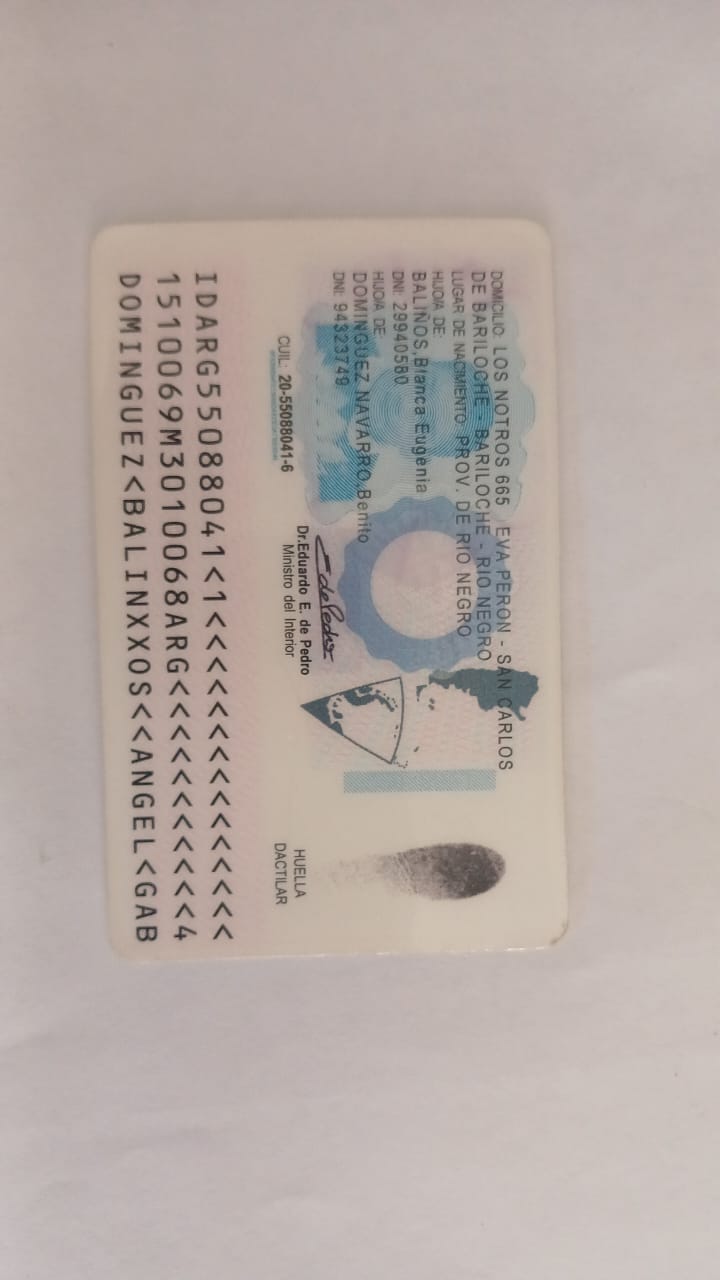 DOMICILIO: LOS NOTROS 665 EVA PERON - SAN CARLOS
DE BARILOCHE - BARILOCHE - RIO NEGRO
LUGAR DE NACIMIENTO: PROV. DE RIO NEGRO
HIJO/A DE:
BALIÑOS,Blanca Eugenia
DNI: 29940580
HIJO/A DE:
DOMINGUEZ NAVARRO,Benito
DNI: 94323749
CUIL: 20-55088041-6
Dr.Eduardo E. de Pedro
Ministro del Interior
HUELLA
DACTILAR
IDARG55088041<1<<<<<<<<<<<<<<<
1510069M3010068ARG<<<<<<<<<<<4
DOMINGUEZ<BALINXXOS<<ANGEL<GAB